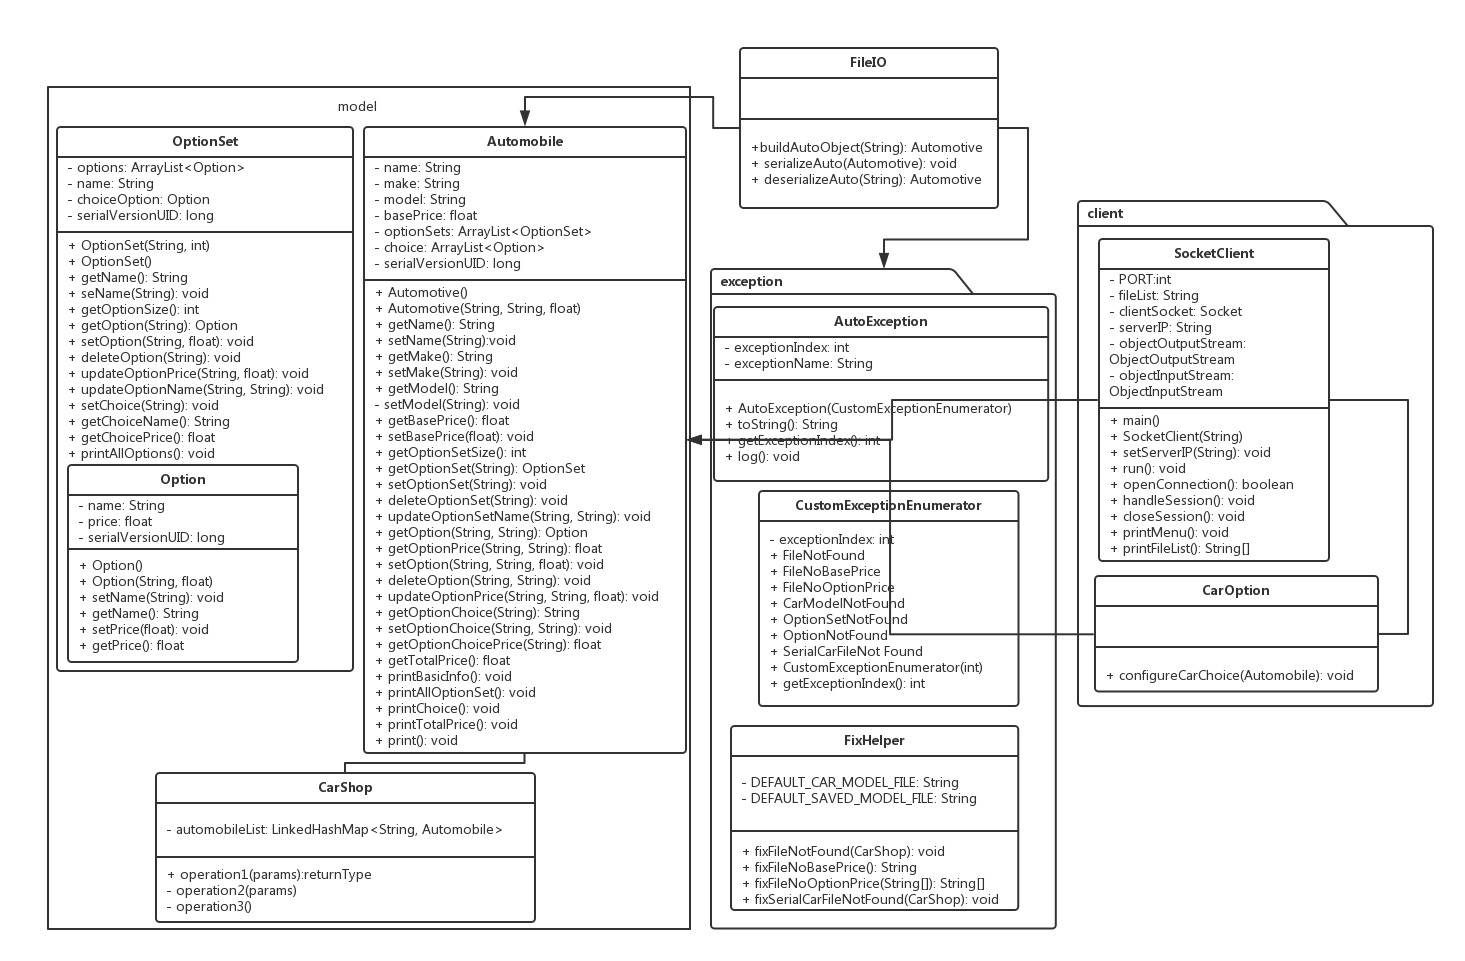 FileIO
+buildAutoObject(String): Automotive
+ serializeAuto(Automotive): void
+ deserializeAuto(String): Automotive
model
OptionSet
- options: ArrayList<Option>
- name: String
- choiceOption: Option
- serialVersionUID: long
+ OptionSet(String, int)
+ OptionSet()
+ getName(): String
+ seName(String): void
+ getOptionSize(): int
+ getOption(String): Option
+ setOption(String, float): void
+ deleteOption(String): void
+ updateOptionPrice(String, float): void
+ updateOptionName(String, String): void
+ setChoice(String): void
+ getChoiceName(): String
+ getChoicePrice(): float
+ printAllOptions(): void
Option
- name: String
- price: float
- serialVersionUID: long
+ Option()
+ Option(String, float)
+ setName(String): void
+ getName(): String
+ setPrice(float): void
+ getPrice(): float
Automobile
- name: String
- make: String
- model: String
- basePrice: float
- optionSets: ArrayList<OptionSet>
- choice: ArrayList<Option>
- serialVersionUID: long
+ Automotive()
+ Automotive(String, String, float)
+ getName(): String
+ setName(String):void
+ getMake(): String
+ setMake(String): void
+ getModel(): String
- setModel(String): void
+ getBasePrice(): float
+ setBasePrice(float): void
+ getOptionSetSize(): int
+ getOptionSet(String): OptionSet
+ setOptionSet(String): void
+ deleteOptionSet(String): void
+ updateOptionSetName(String, String): void
+ getOption(String, String): Option
+ getOptionPrice(String, String): float
+ setOption(String, String, float): void
+ deleteOption(String, String): void
+ updateOptionPrice(String, String, float): void
+ getOptionChoice(String): String
+ setOptionChoice(String, String): void
+ getOptionChoicePrice(String): float
+ getTotalPrice(): float
+ printBasicInfo(): void
+ printAllOptionSet(): void
+ printChoice(): void
+ printTotalPrice(): void
+ print(): void
CarShop
- automobileList: LinkedHashMap<String, Automobile>
+ operation1(params):returnType
- operation2(params)
- operation3()
exception
AutoException
- exceptionIndex: int
- exceptionName: String
+ AutoException(CustomExceptionEnumerator)
+ toString(): String
+ getExceptionIndex(): int
+ log(): void
CustomExceptionEnumerator
- exceptionIndex: int
+ FileNotFound
+ FileNoBasePrice
+ FileNoOptionPrice
+ CarModelNotFound
+ OptionSetNotFound
+ OptionNotFound
+ SerialCarFileNot Found
+ CustomExceptionEnumerator(int)
+ getExceptionIndex(): int
FixHelper
- DEFAULT_CAR_MODEL_FILE: String
- DEFAULT_SAVED_MODEL_FILE: String
+ fixFileNotFound(CarShop): void
+ fixFileNoBasePrice(): String
+ fixFileNoOptionPrice(String[]): String[]
+ fixSerialCarFileNotFound(CarShop): void
client
SocketClient
- PORT:int
- fileList: String
- clientSocket: Socket
- serverIP: String
- objectOutputStream:
ObjectOutputStream
- objectInputStream:
ObjectInputStream
+ main()
+ SocketClient(String)
+ setServerIP(String): void
+ run(): void
+ openConnection(): boolean
+ handleSession(): void
+ closeSession(): void
+ printMenu(): void
+ printFileList(): String[]
CarOption
+ configureCarChoice(Automobile): void